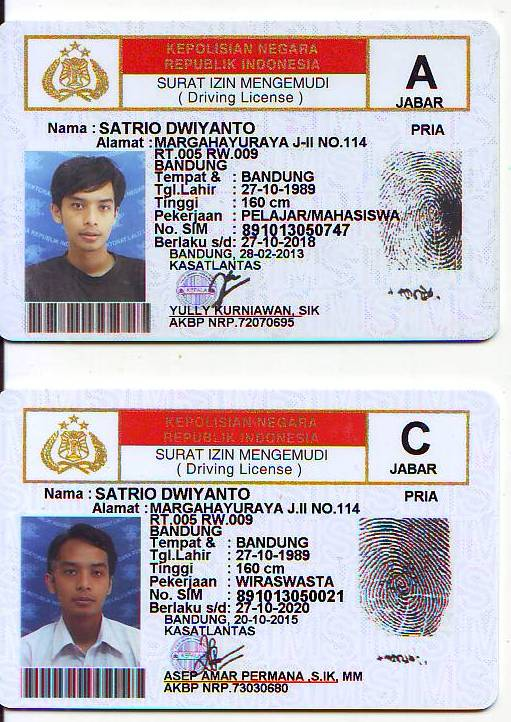 KEPOLISIAN NEGARA
REPUBLIK INDONESIA
SURAT IZIN MENGEMUDI
( Driving License )
A
JABAR
Nama : SATRIO DWIYANTO
PRIA
Alamat : MARGAHAYURAYA J-II NO.114
RT.005 RW.009
BANDUNG
Tempat & : BANDUNG
Tgl.Lahir : 27-10-1989
Tinggi : 160 cm
Pekerjaan : PELAJAR/MAHASISWA
No. SIM : 891013050747
Berlaku s/d: 27-10-2018
BANDUNG, 28-02-2013
KASATLANTAS
YULLY KURNIAWAN, SIK
AKBP NRP.72070695
KEPOLISIAN NEGARA
REPUBLIK INDONESIA
SURAT IZIN MENGEMUDI
( Driving License )
C
JABAR
Nama : SATRIO DWIYANTO
PRIA
Alamat : MARGAHAYURAYA J.II NO.114
RT.005 RW.009
BANDUNG
Tempat & : BANDUNG
Tgl.Lahir : 27-10-1989
Tinggi : 160 cm
Pekerjaan : WIRASWASTA
No. SIM : 891013050021
Berlaku s/d: 27-10-2020
BANDUNG, 20-10-2015
KASATLANTAS
ASEP AMAR PERMANA .S.IK, MM
AKBP NRP.73030680